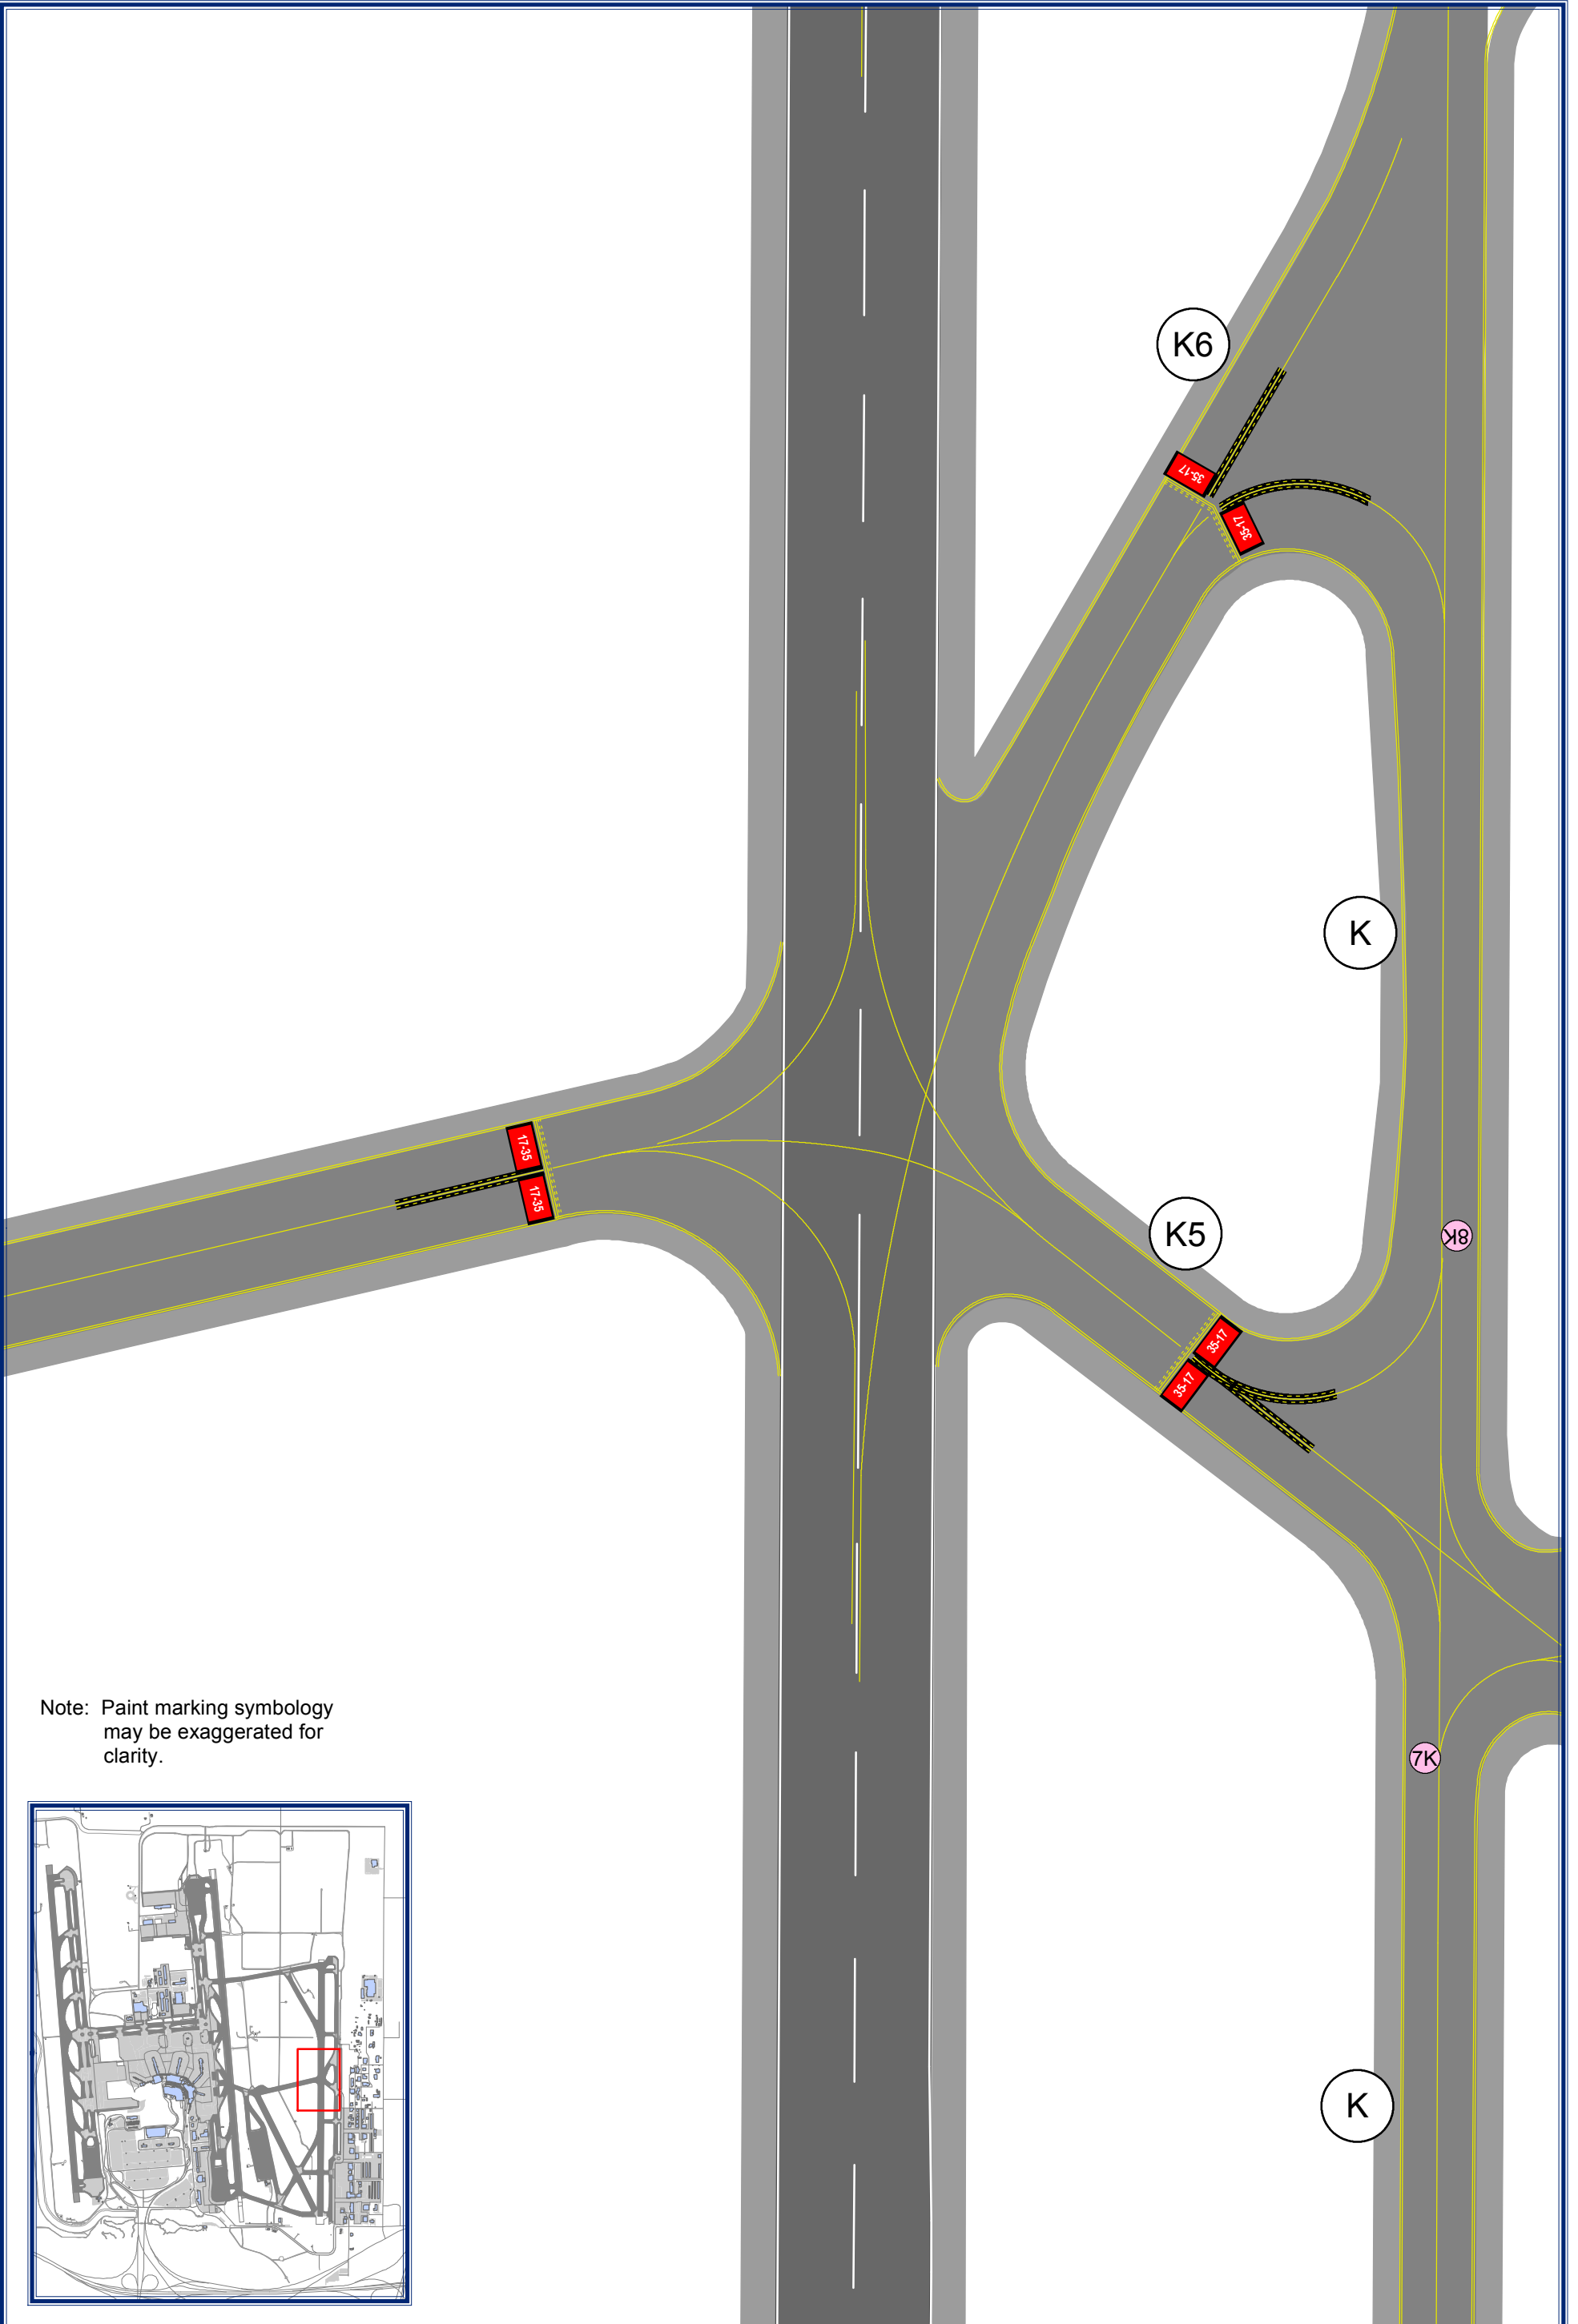 K6
35-17
35-17
K
17-35
17-35
K5
8K
35-17
35-17
Note: Paint marking symbology
may be exaggerated for
clarity.
7K
K